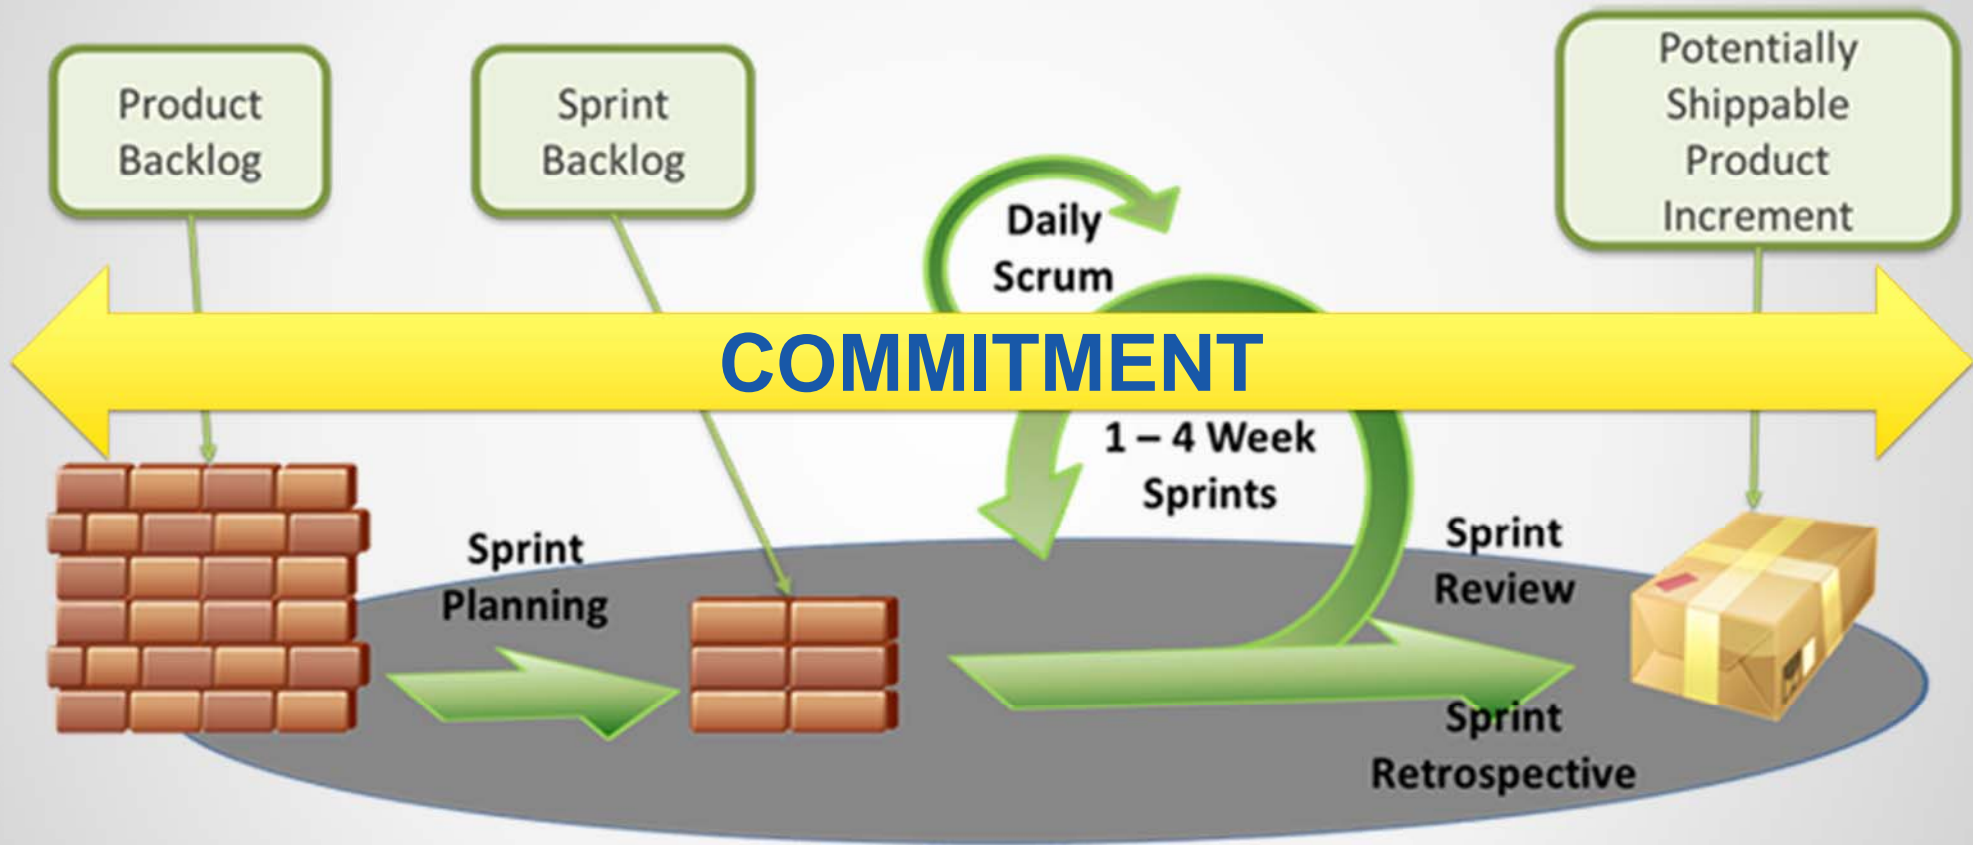 Product
Backlog
Sprint
Backlog
Potentially
Shippable
Product
Increment
Daily
Scrum
COMMITMENT
1 – 4 Week
Sprints
Sprint
Planning
Sprint
Review
Sprint
Retrospective